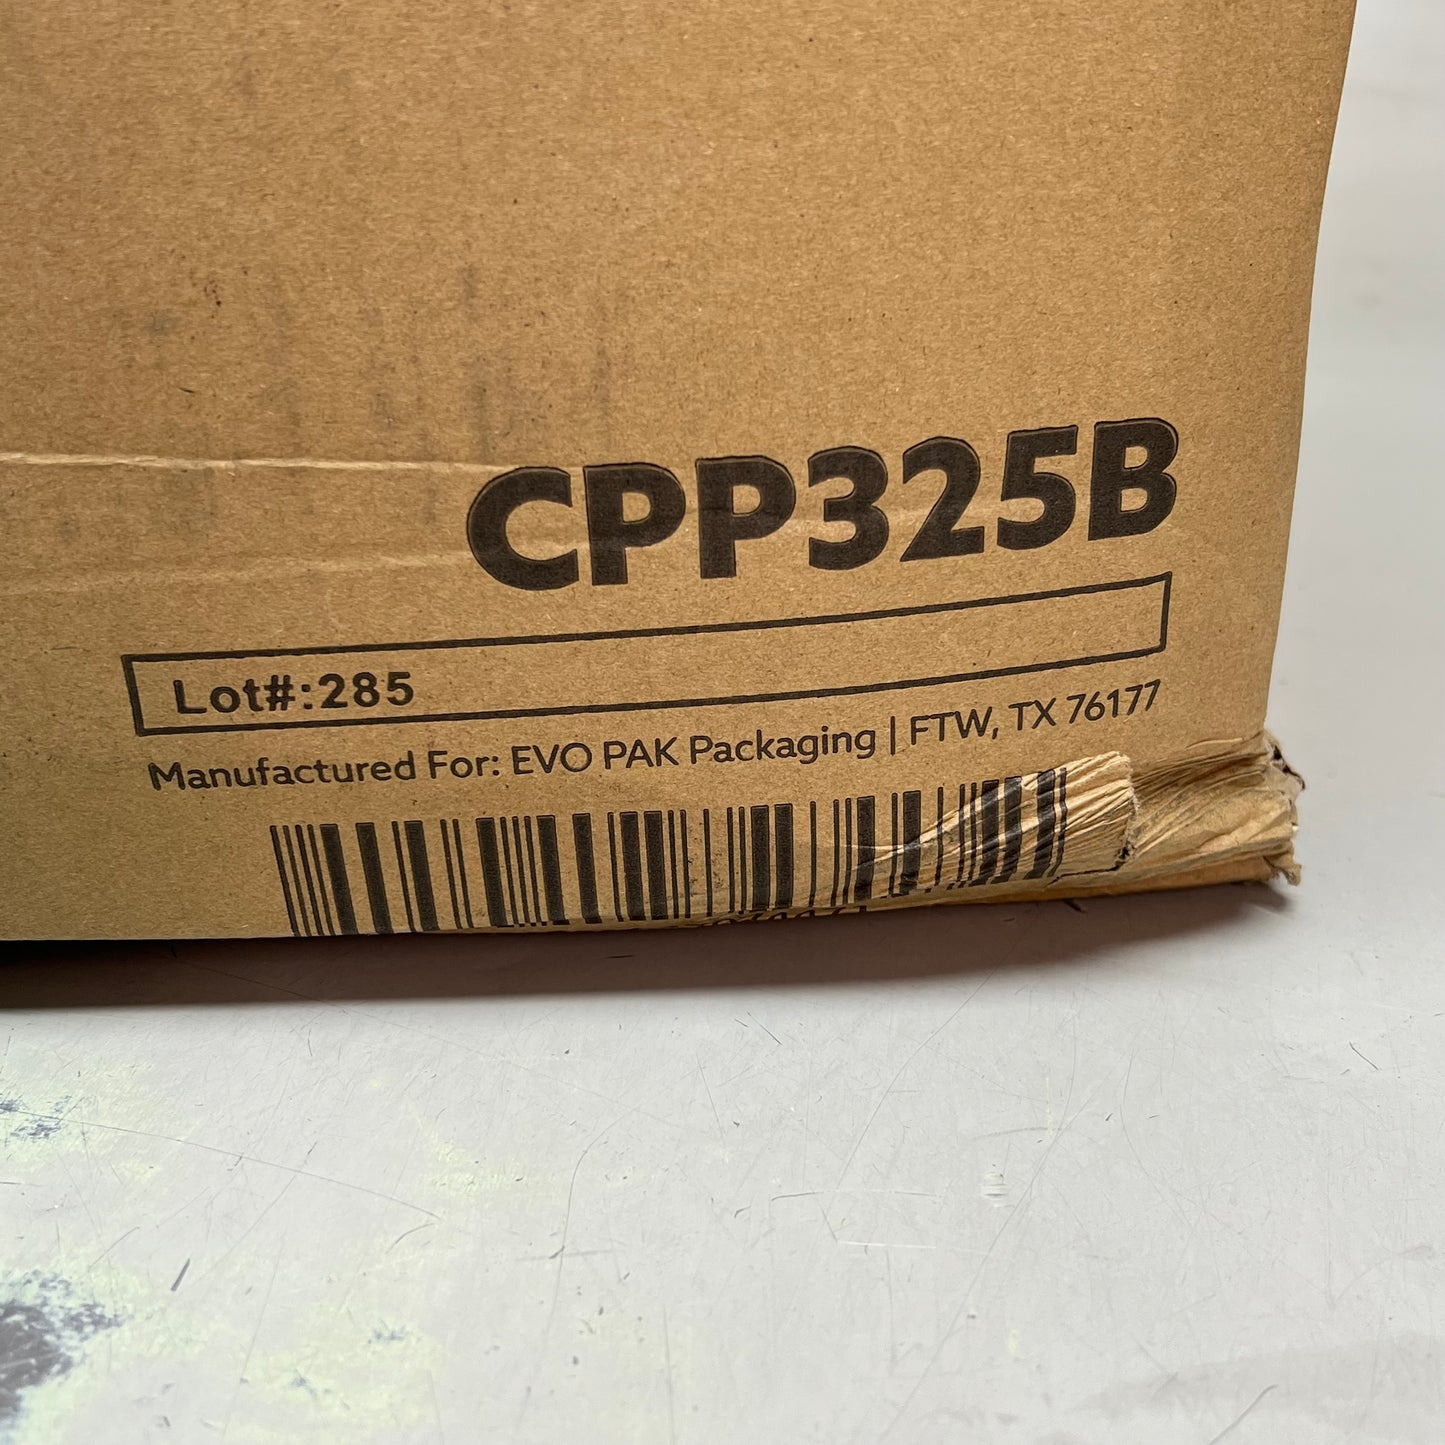 CPP325B
Lot#:285
Manufactured For: EVO PAK Packaging | FTW, TX 76177